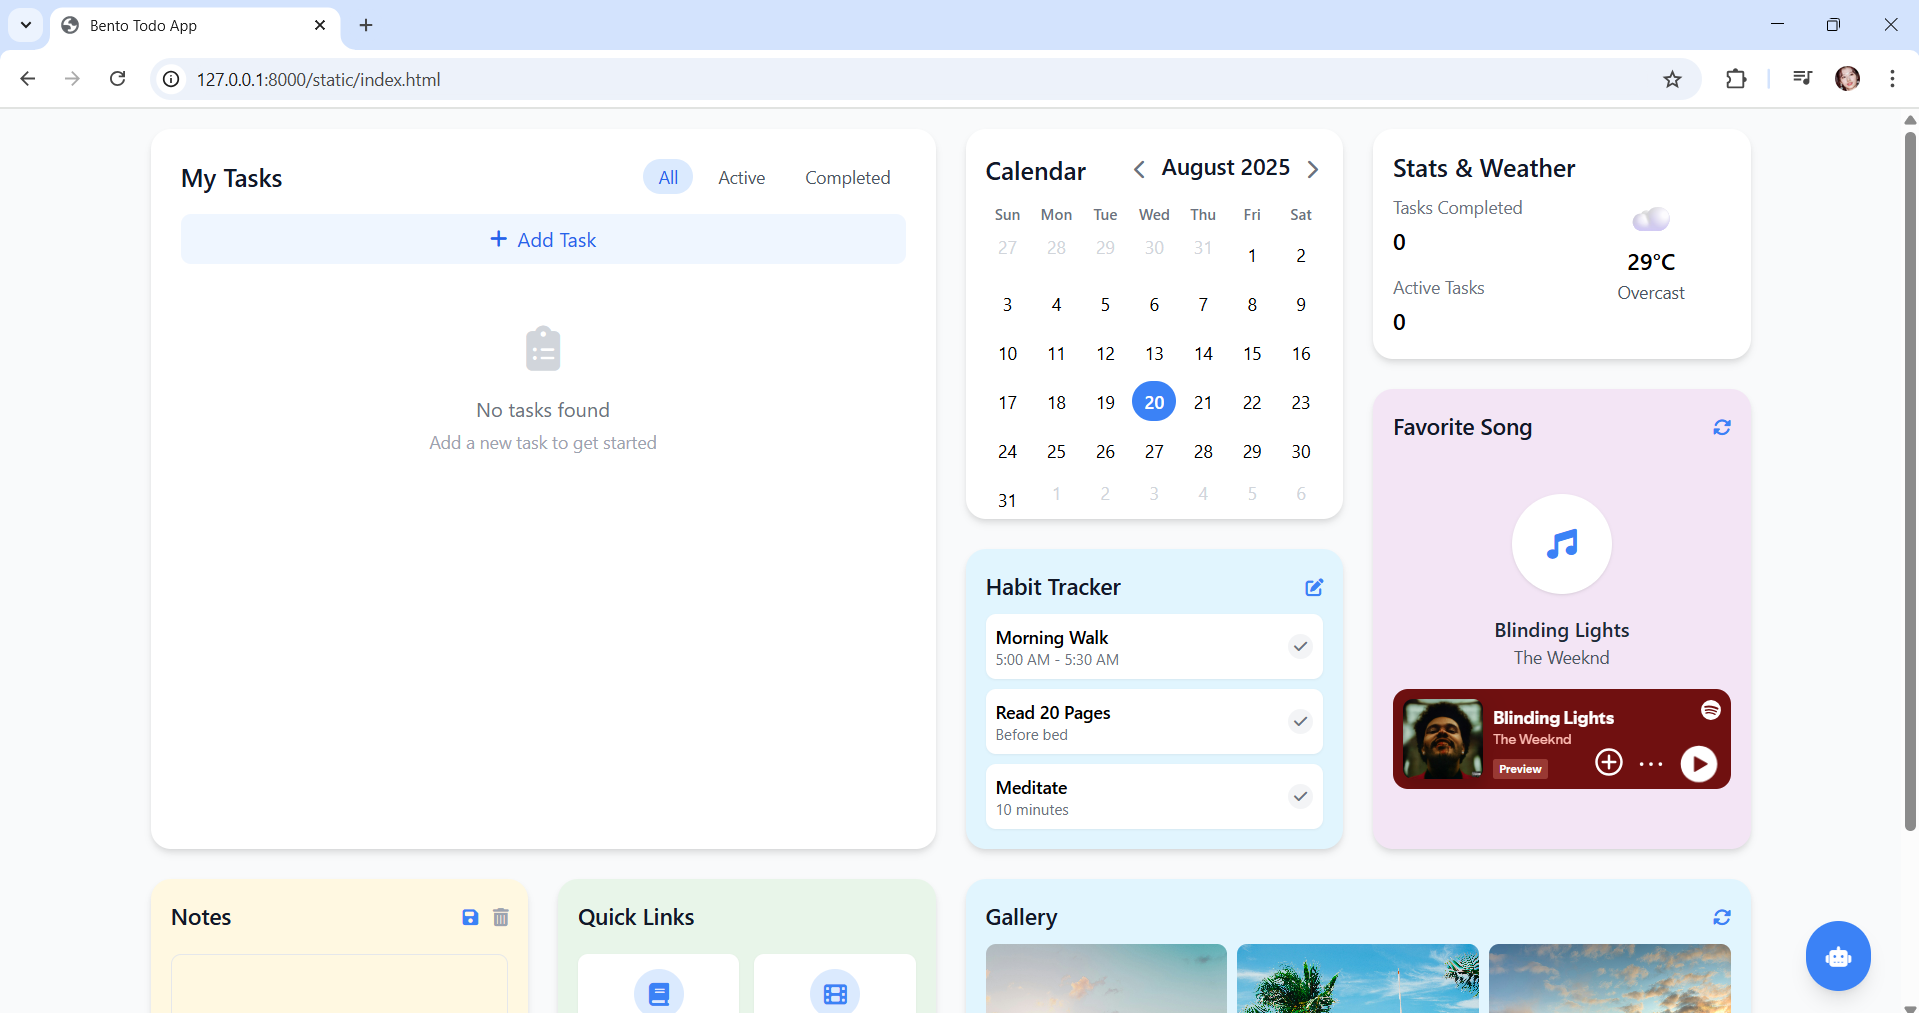 Bento Todo App
127.0.0.1:8000/static/index.html
My Tasks
All Active Completed
+ Add Task
No tasks found
Add a new task to get started
Calendar
August 2025
Sun Mon Tue Wed Thu Fri Sat
27 28 29 30 31 1 2
3 4 5 6 7 8 9
10 11 12 13 14 15 16
17 18 19 20 21 22 23
24 25 26 27 28 29 30
31 1 2 3 4 5 6
Stats & Weather
Tasks Completed
0
Active Tasks
0
29°C
Overcast
Habit Tracker
Morning Walk
5:00 AM - 5:30 AM
Read 20 Pages
Before bed
Meditate
10 minutes
Favorite Song
Blinding Lights
The Weeknd
Blinding Lights
The Weeknd
Preview
Notes
Quick Links
Gallery